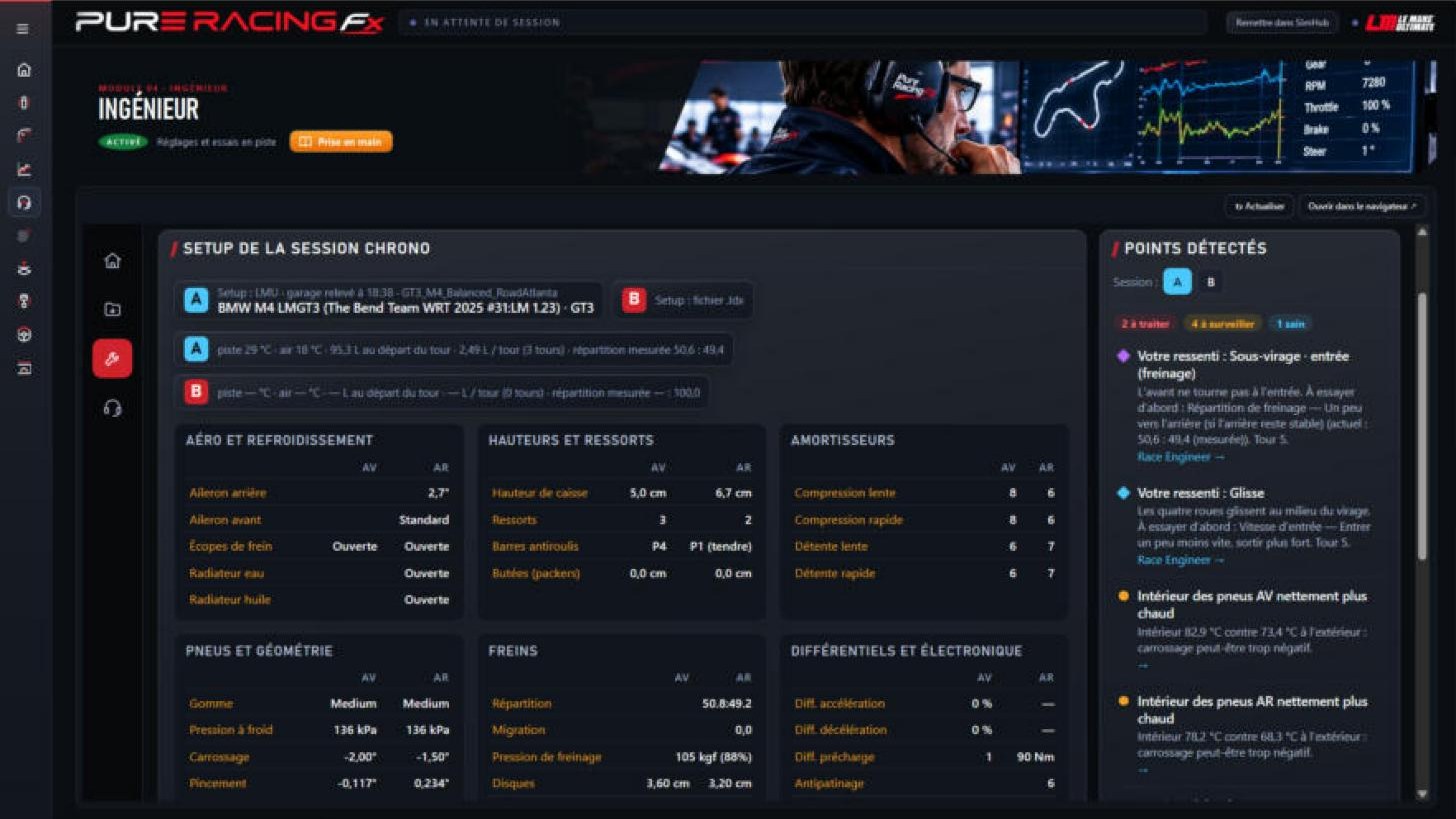 PURE RACING Fx
EN ATTENTE DE SESSION
Remettre dans SimHub
LM LE MANS ULTIMATE
MODULE 04 · INGÉNIEUR
INGÉNIEUR
ACTIVÉ
Réglages et essais en piste
Prise en main
Pure Racing Fx
Gear
RPM 7280
Throttle 100 %
Brake 0 %
Steer 1°
↻ Actualiser
Ouvrir dans le navigateur ↗
SETUP DE LA SESSION CHRONO
A
Setup : LMU · garage relevé à 18:38 · GT3_M4_Balanced_RoadAtlanta
BMW M4 LMGT3 (The Bend Team WRT 2025 #31:LM 1.23) · GT3
B
Setup : fichier .ldx
A
piste 29 °C · air 18 °C · 95,3 L au départ du tour · 2,49 L / tour (3 tours) · répartition mesurée 50,6 : 49,4
B
piste — °C · air — °C · — L au départ du tour · — L / tour (0 tours) · répartition mesurée — : 100,0
AÉRO ET REFROIDISSEMENT
AV AR
Aileron arrière 2,7°
Aileron avant Standard
Écopes de frein Ouverte Ouverte
Radiateur eau Ouverte
Radiateur huile Ouverte
HAUTEURS ET RESSORTS
AV AR
Hauteur de caisse 5,0 cm 6,7 cm
Ressorts 3 2
Barres antiroulis P4 P1 (tendre)
Butées (packers) 0,0 cm 0,0 cm
AMORTISSEURS
AV AR
Compression lente 8 6
Compression rapide 8 6
Détente lente 6 7
Détente rapide 6 7
PNEUS ET GÉOMÉTRIE
AV AR
Gomme Medium Medium
Pression à froid 136 kPa 136 kPa
Carrossage -2,00° -1,50°
Pincement -0,117° 0,234°
FREINS
AV AR
Répartition 50.8:49.2
Migration 0,0
Pression de freinage 105 kgf (88%)
Disques 3,60 cm 3,20 cm
DIFFÉRENTIELS ET ÉLECTRONIQUE
AV AR
Diff. accélération 0 % —
Diff. décélération 0 % —
Diff. précharge 1 90 Nm
Antipatinage 6
POINTS DÉTECTÉS
Session : A B
2 à traiter
4 à surveiller
1 sain
Votre ressenti : Sous-virage · entrée
(freinage)
L'avant ne tourne pas à l'entrée. À essayer
d'abord : Répartition de freinage — Un peu
vers l'arrière (si l'arrière reste stable) (actuel :
50,6 : 49,4 (mesurée)). Tour 5.
Race Engineer →
Votre ressenti : Glisse
Les quatre roues glissent au milieu du virage.
À essayer d'abord : Vitesse d'entrée — Entrer
un peu moins vite, sortir plus fort. Tour 5.
Race Engineer →
Intérieur des pneus AV nettement plus
chaud
Intérieur 82,9 °C contre 73,4 °C à l'extérieur :
carrossage peut-être trop négatif.
→
Intérieur des pneus AR nettement plus
chaud
Intérieur 78,2 °C contre 68,3 °C à l'extérieur :
carrossage peut-être trop négatif.
→